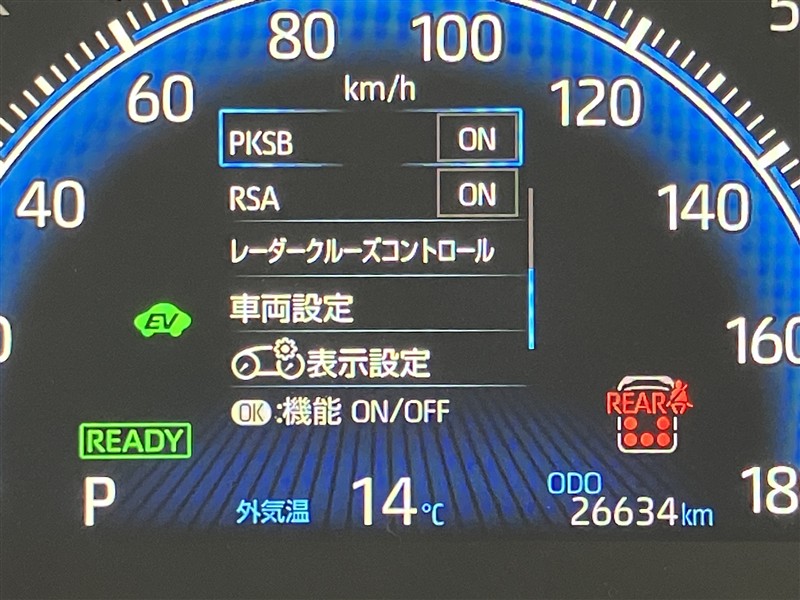 80 100
km/h
60 120
PKSB ON
40 RSA ON 140
レーダークルーズコントロール
車両設定
EV 160
表示設定
REAR
OK:機能 ON/OFF
READY
P 外気温 14℃ ODO 26634km 18